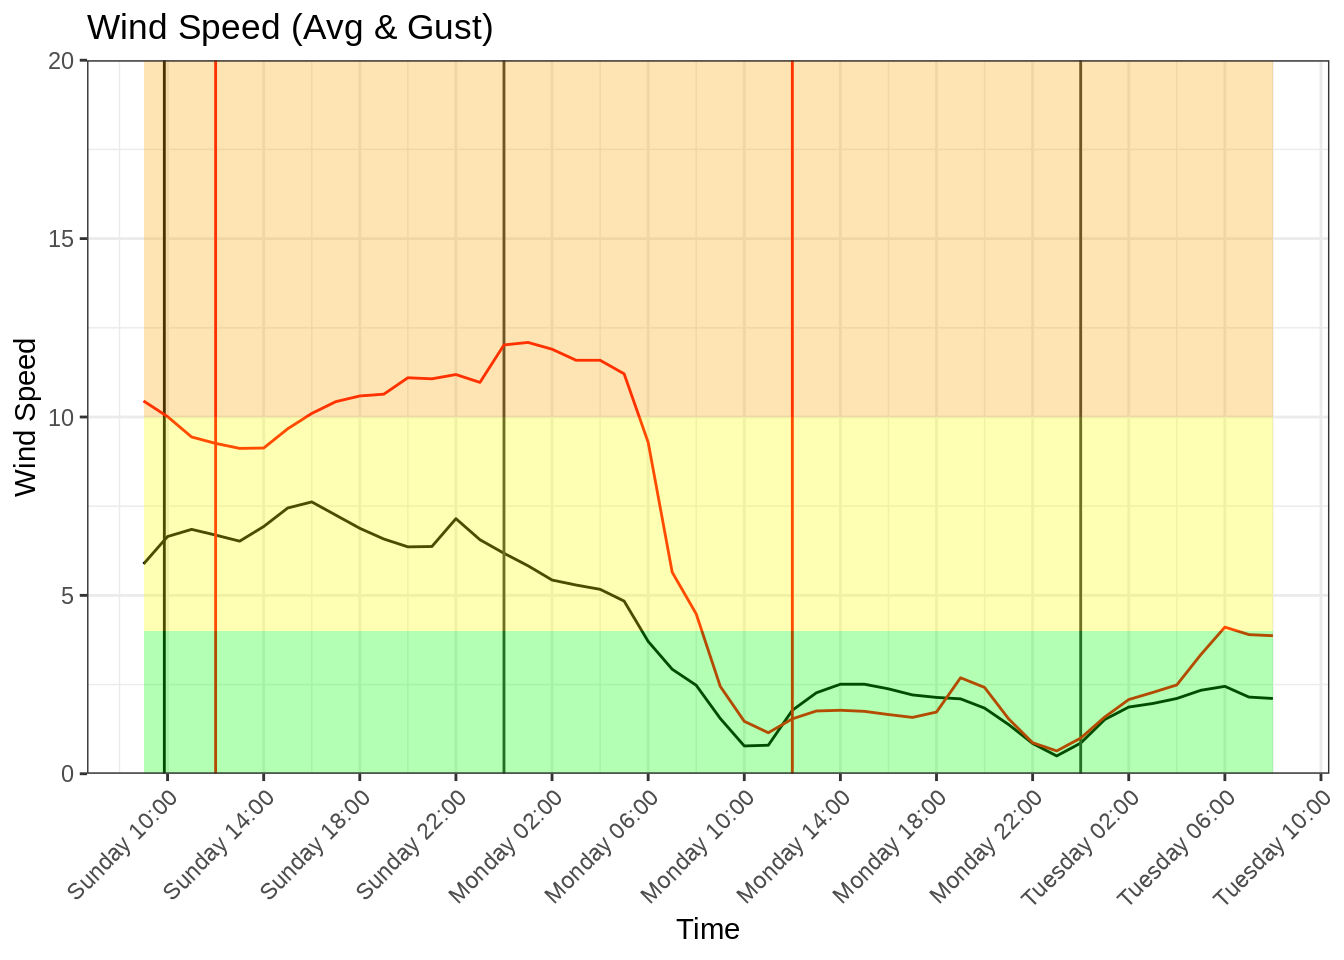 Wind Speed (Avg & Gust)
20
15
10
5
0
Wind Speed
Sunday 10:00
Sunday 14:00
Sunday 18:00
Sunday 22:00
Monday 02:00
Monday 06:00
Monday 10:00
Monday 14:00
Monday 18:00
Monday 22:00
Tuesday 02:00
Tuesday 06:00
Tuesday 10:00
Time